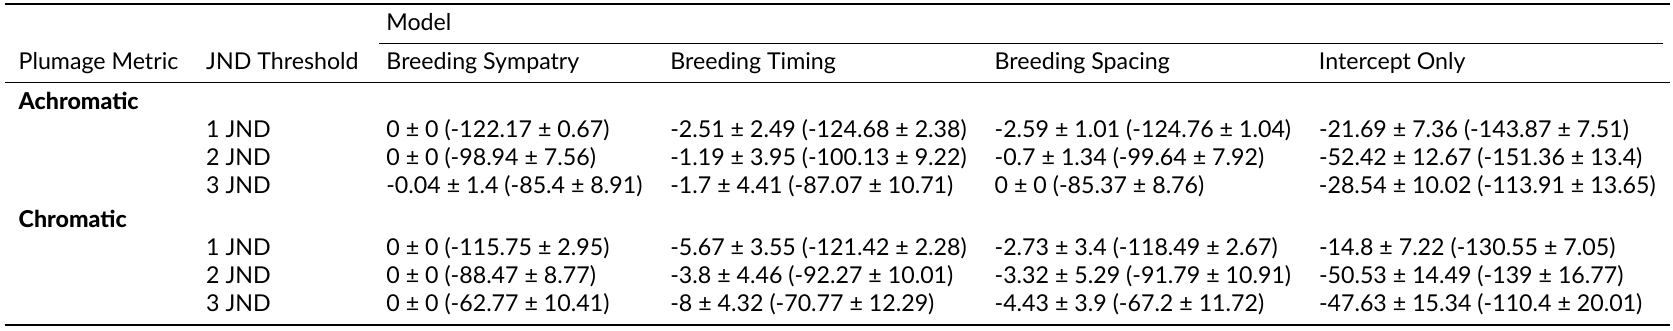 Model
Plumage Metric JND Threshold Breeding Sympatry Breeding Timing Breeding Spacing Intercept Only
Achromatic
1 JND 0 ± 0 (-122.17 ± 0.67) -2.51 ± 2.49 (-124.68 ± 2.38) -2.59 ± 1.01 (-124.76 ± 1.04) -21.69 ± 7.36 (-143.87 ± 7.51)
2 JND 0 ± 0 (-98.94 ± 7.56) -1.19 ± 3.95 (-100.13 ± 9.22) -0.7 ± 1.34 (-99.64 ± 7.92) -52.42 ± 12.67 (-151.36 ± 13.4)
3 JND -0.04 ± 1.4 (-85.4 ± 8.91) -1.7 ± 4.41 (-87.07 ± 10.71) 0 ± 0 (-85.37 ± 8.76) -28.54 ± 10.02 (-113.91 ± 13.65)
Chromatic
1 JND 0 ± 0 (-115.75 ± 2.95) -5.67 ± 3.55 (-121.42 ± 2.28) -2.73 ± 3.4 (-118.49 ± 2.67) -14.8 ± 7.22 (-130.55 ± 7.05)
2 JND 0 ± 0 (-88.47 ± 8.77) -3.8 ± 4.46 (-92.27 ± 10.01) -3.32 ± 5.29 (-91.79 ± 10.91) -50.53 ± 14.49 (-139 ± 16.77)
3 JND 0 ± 0 (-62.77 ± 10.41) -8 ± 4.32 (-70.77 ± 12.29) -4.43 ± 3.9 (-67.2 ± 11.72) -47.63 ± 15.34 (-110.4 ± 20.01)